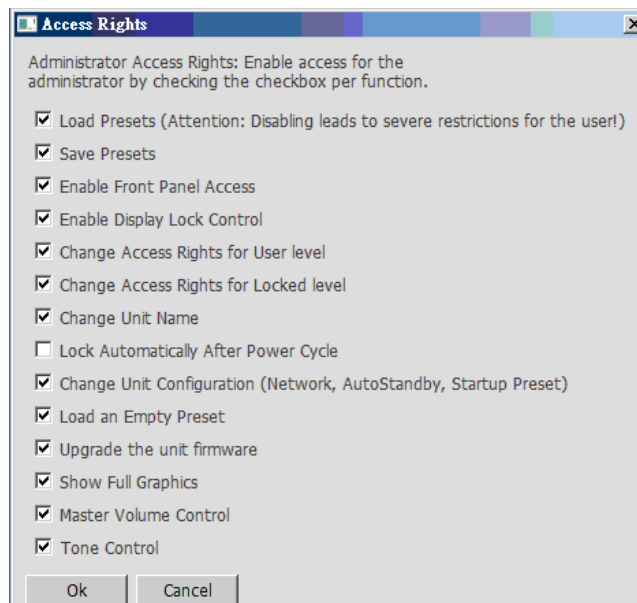 Access Rights
Administrator Access Rights: Enable access for the
administrator by checking the checkbox per function.
Load Presets (Attention: Disabling leads to severe restrictions for the user!)
Save Presets
Enable Front Panel Access
Enable Display Lock Control
Change Access Rights for User level
Change Access Rights for Locked level
Change Unit Name
Lock Automatically After Power Cycle
Change Unit Configuration (Network, AutoStandby, Startup Preset)
Load an Empty Preset
Upgrade the unit firmware
Show Full Graphics
Master Volume Control
Tone Control
Ok Cancel